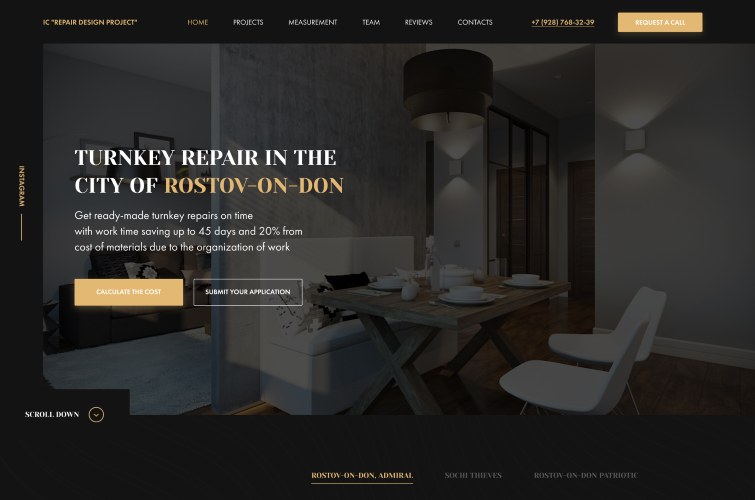 IC "REPAIR DESIGN PROJECT"
HOME
PROJECTS
MEASUREMENT
TEAM
REVIEWS
CONTACTS
+7 (928) 768-32-39
REQUEST A CALL
INSTAGRAM
TURNKEY REPAIR IN THE
CITY OF ROSTOV-ON-DON
Get ready-made turnkey repairs on time
with work time saving up to 45 days and 20% from
cost of materials due to the organization of work
CALCULATE THE COST
SUBMIT YOUR APPLICATION
SCROLL DOWN
ROSTOV-ON-DON, ADMIRAL
SOCHI THIEVES
ROSTOV-ON-DON PATRIOTIC